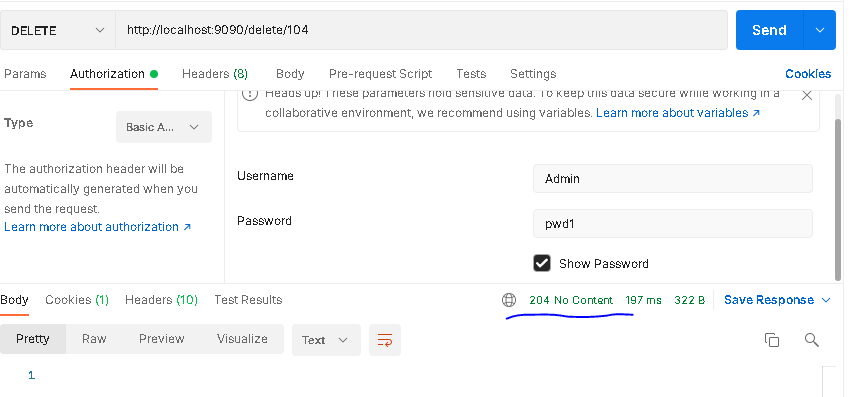 DELETE http://localhost:9090/delete/104 Send
Params Authorization Headers (8) Body Pre-request Script Tests Settings Cookies
Heads up! These parameters hold sensitive data. To keep this data secure while working in a
collaborative environment, we recommend using variables. Learn more about variables ↗
Type Basic A...
The authorization header will be
automatically generated when you
send the request.
Learn more about authorization ↗
Username Admin
Password pwd1
Show Password
Body Cookies (1) Headers (10) Test Results 204 No Content 197 ms 322 B Save Response
Pretty Raw Preview Visualize Text
1